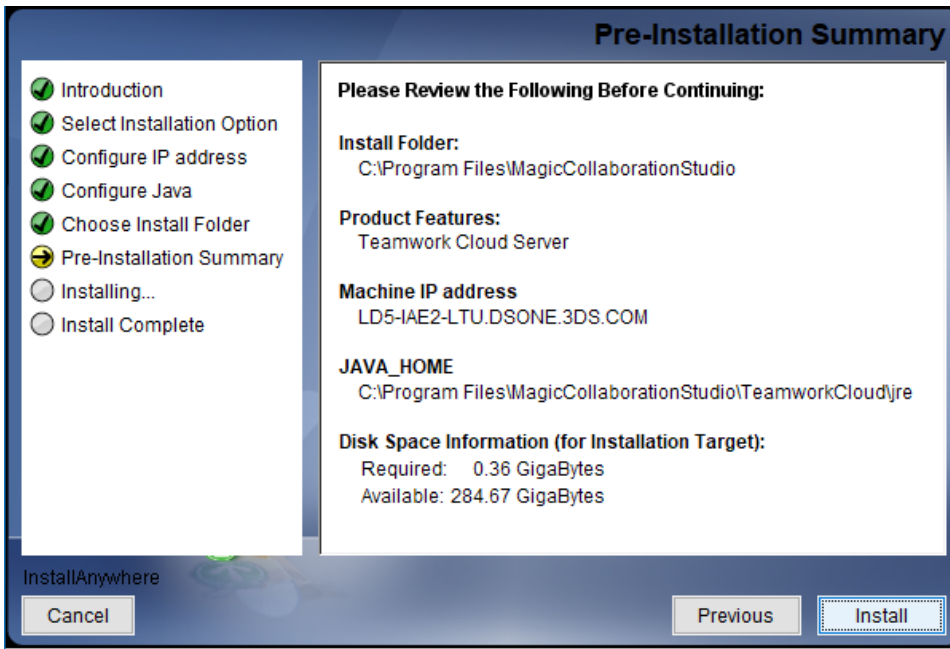 Pre-Installation Summary
Introduction
Select Installation Option
Configure IP address
Configure Java
Choose Install Folder
Pre-Installation Summary
Installing...
Install Complete
Please Review the Following Before Continuing:
Install Folder:
C:\Program Files\MagicCollaborationStudio
Product Features:
Teamwork Cloud Server
Machine IP address
LD5-IAE2-LTU.DSONE.3DS.COM
JAVA_HOME
C:\Program Files\MagicCollaborationStudio\TeamworkCloud\jre
Disk Space Information (for Installation Target):
Required: 0.36 GigaBytes
Available: 284.67 GigaBytes
InstallAnywhere
Cancel
Previous
Install